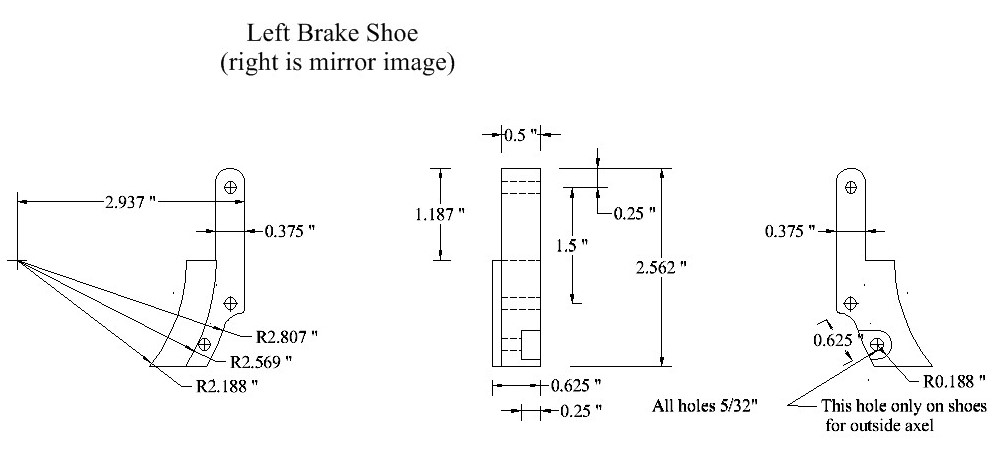 Left Brake Shoe
(right is mirror image)
0.5 "
2.937 "
1.187 "
0.25 "
0.375 "
0.375 "
1.5 "
2.562 "
R2.807 "
0.625 "
R2.569 "
R2.188 "
0.625 "
R0.188 "
0.25 "
All holes 5/32"
This hole only on shoes
for outside axel